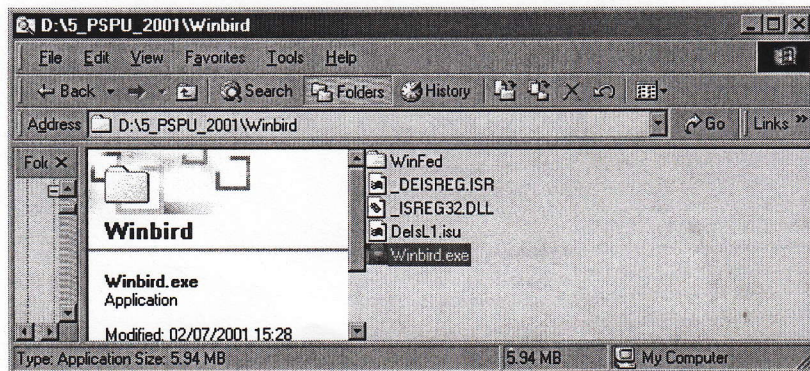 D:\5_PSPU_2001\Winbird
File Edit View Favorites Tools Help
Back Search Folders History
Address D:\5_PSPU_2001\Winbird Go Links »
Folc
Winbird
Winbird.exe
Application
Modified: 02/07/2001 15:28
WinFed
_DEISREG.ISR
_ISREG32.DLL
DelsL1.isu
Winbird.exe
Type: Application Size: 5.94 MB 5.94 MB My Computer